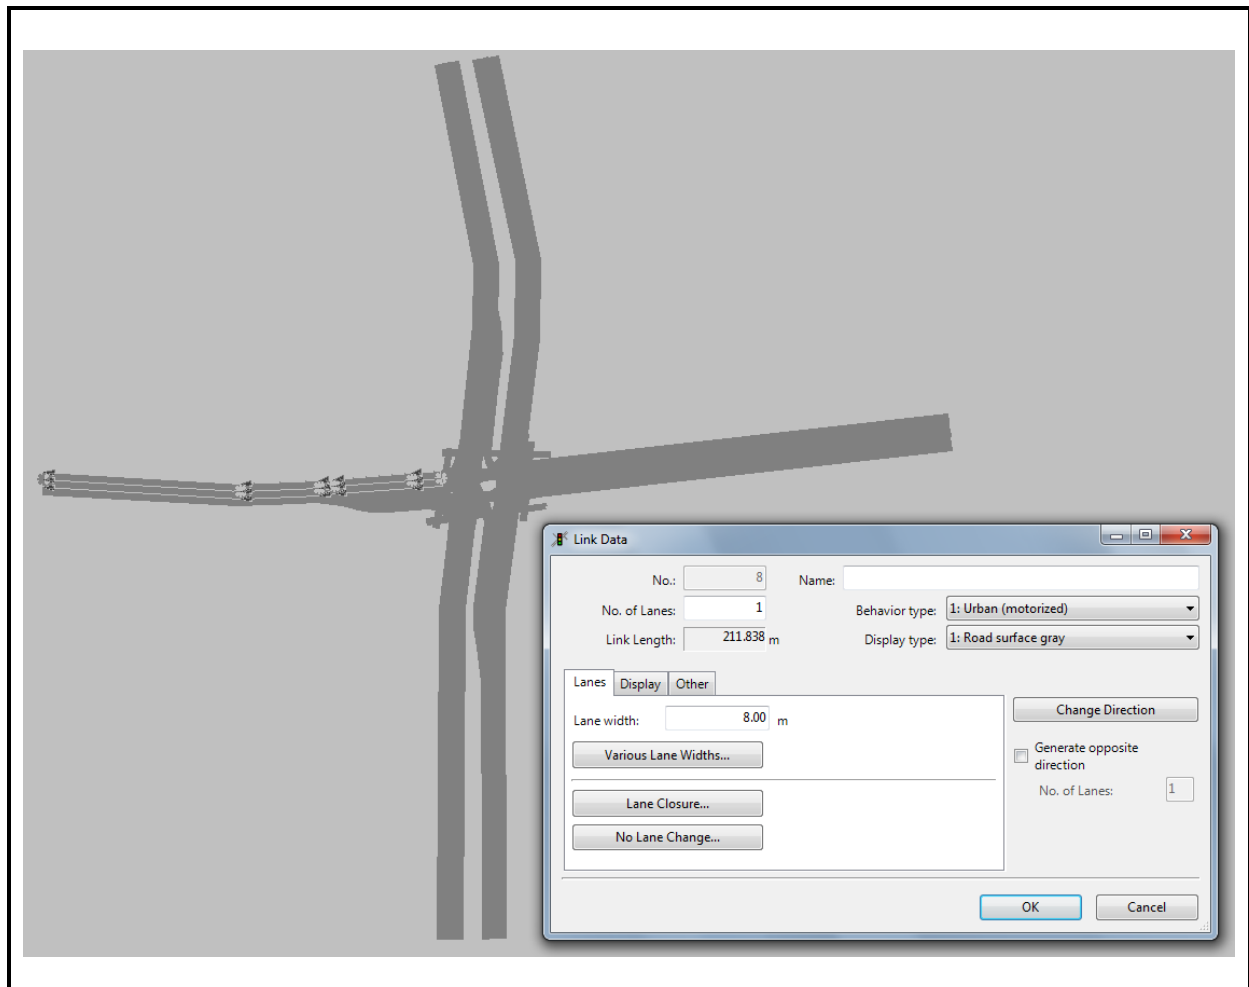 Link Data
No.: 8 Name:
No. of Lanes: 1 Behavior type: 1: Urban (motorized)
Link Length: 211.838 m Display type: 1: Road surface gray
Lanes Display Other
Lane width: 8.00 m
Change Direction
Various Lane Widths...
Generate opposite
direction
No. of Lanes: 1
Lane Closure...
No Lane Change...
OK Cancel